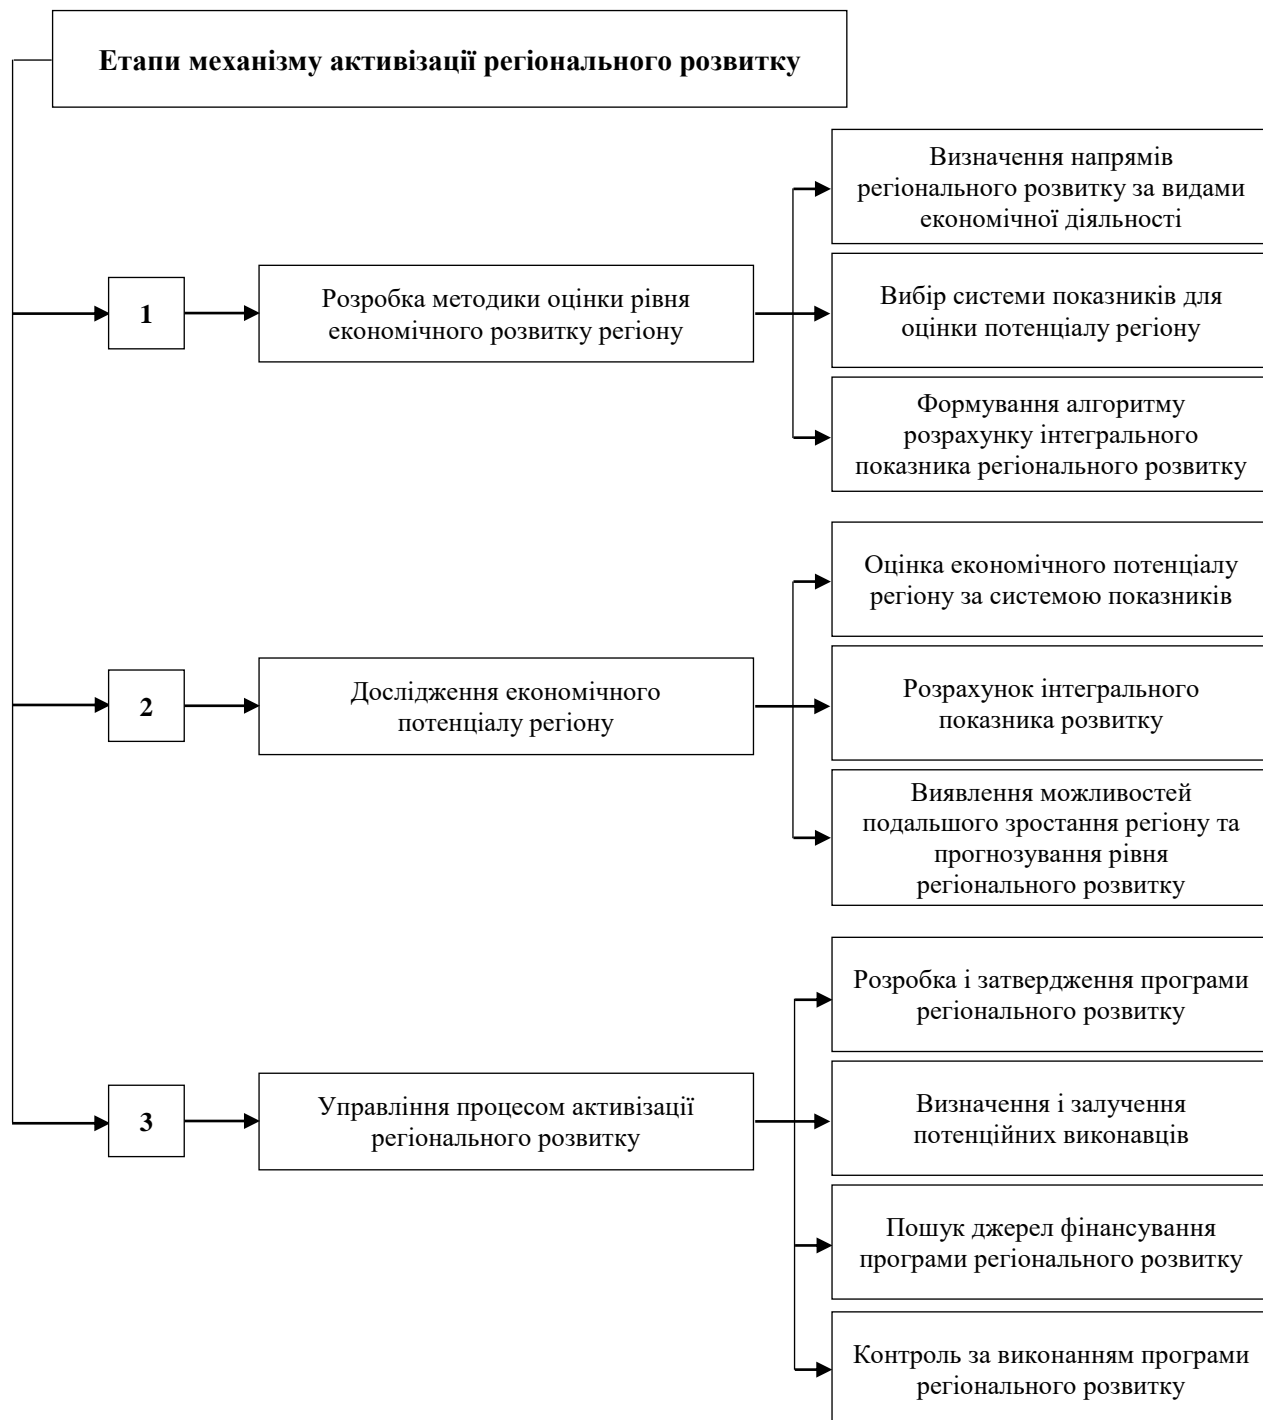 Етапи механізму активізації регіонального розвитку
1
Розробка методики оцінки рівня
економічного розвитку регіону
Визначення напрямів
регіонального розвитку за видами
економічної діяльності
Вибір системи показників для
оцінки потенціалу регіону
Формування алгоритму
розрахунку інтегрального
показника регіонального розвитку
2
Дослідження економічного
потенціалу регіону
Оцінка економічного потенціалу
регіону за системою показників
Розрахунок інтегрального
показника розвитку
Виявлення можливостей
подальшого зростання регіону та
прогнозування рівня
регіонального розвитку
3
Управління процесом активізації
регіонального розвитку
Розробка і затвердження програми
регіонального розвитку
Визначення і залучення
потенційних виконавців
Пошук джерел фінансування
програми регіонального розвитку
Контроль за виконанням програми
регіонального розвитку